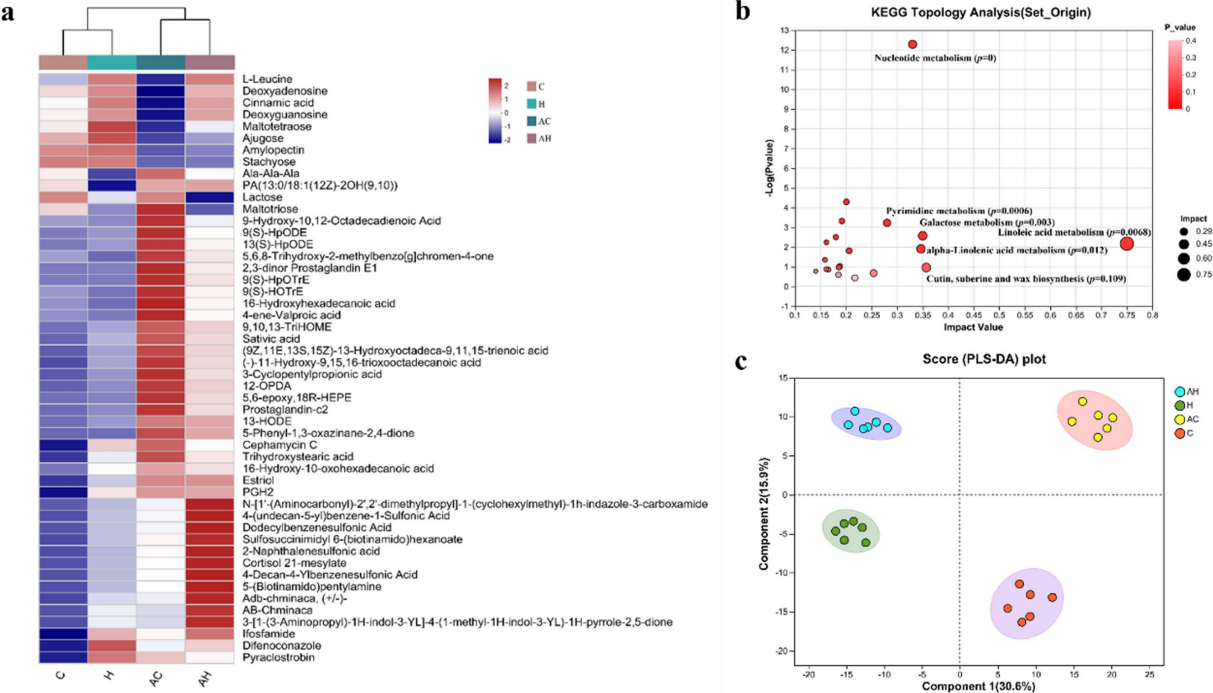 a
L-Leucine
Deoxyadenosine
Cinnamic acid
Deoxyguanosine
Maltotetraose
Ajugose
Amylopectin
Stachyose
Ala-Ala-Ala
PA(13:0/18:1(12Z)-2OH(9,10))
Lactose
Maltotriose
9-Hydroxy-10,12-Octadecadienoic Acid
9(S)-HpODE
13(S)-HpODE
5,6,8-Trihydroxy-2-methylbenzo[g]chromen-4-one
2,3-dinor Prostaglandin E1
9(S)-HpOTrE
9(S)-HOTrE
16-Hydroxyhexadecanoic acid
4-ene-Valproic acid
9,10,13-TriHOME
Sativic acid
(9Z,11E,13S,15Z)-13-Hydroxyoctadeca-9,11,15-trienoic acid
(-)-11-Hydroxy-9,15,16-trioxooctadecanoic acid
3-Cyclopentylpropionic acid
12-OPDA
5,6-epoxy,18R-HEPE
Prostaglandin-c2
13-HODE
5-Phenyl-1,3-oxazinane-2,4-dione
Cephamycin C
Trihydroxystearic acid
16-Hydroxy-10-oxohexadecanoic acid
Estriol
PGH2
N-[1'-(Aminocarbonyl)-2',2'-dimethylpropyl]-1-(cyclohexylmethyl)-1h-indazole-3-carboxamide
4-(undecan-5-yl)benzene-1-Sulfonic Acid
Dodecylbenzenesulfonic Acid
Sulfosuccinimidyl 6-(biotinamido)hexanoate
2-Naphthalenesulfonic acid
Cortisol 21-mesylate
4-Decan-4-Ylbenzenesulfonic Acid
5-(Biotinamido)pentylamine
Adb-chminaca, (+/-)-
AB-Chminaca
3-[1-(3-Aminopropyl)-1H-indol-3-YL]-4-(1-methyl-1H-indol-3-YL)-1H-pyrrole-2,5-dione
Ifosfamide
Difenoconazole
Pyraclostrobin
C H AC AH
2
1
0
-1
-2
C
H
AC
AH
b
KEGG Topology Analysis(Set_Origin)
-Log(Pvalue)
13
12
11
10
9
8
7
6
5
4
3
2
1
0
-1
Nucleotide metabolism (p=0)
Pyrimidine metabolism (p=0.0006)
Galactose metabolism (p=0.003)
Linoleic acid metabolism (p=0.0068)
alpha-Linolenic acid metabolism (p=0.012)
Cutin, suberine and wax biosynthesis (p=0.109)
0.1 0.15 0.2 0.25 0.3 0.35 0.4 0.45 0.5 0.55 0.6 0.65 0.7 0.75 0.8
Impact Value
P_value
0.4
0.3
0.2
0.1
0
Impact
0.29
0.45
0.60
0.75
c
Score (PLS-DA) plot
Component 2(15.9%)
15
10
5
0
-5
-10
-15
-20
-20 -15 -10 -5 0 5 10 15 20 25
Component 1(30.6%)
AH
H
AC
C